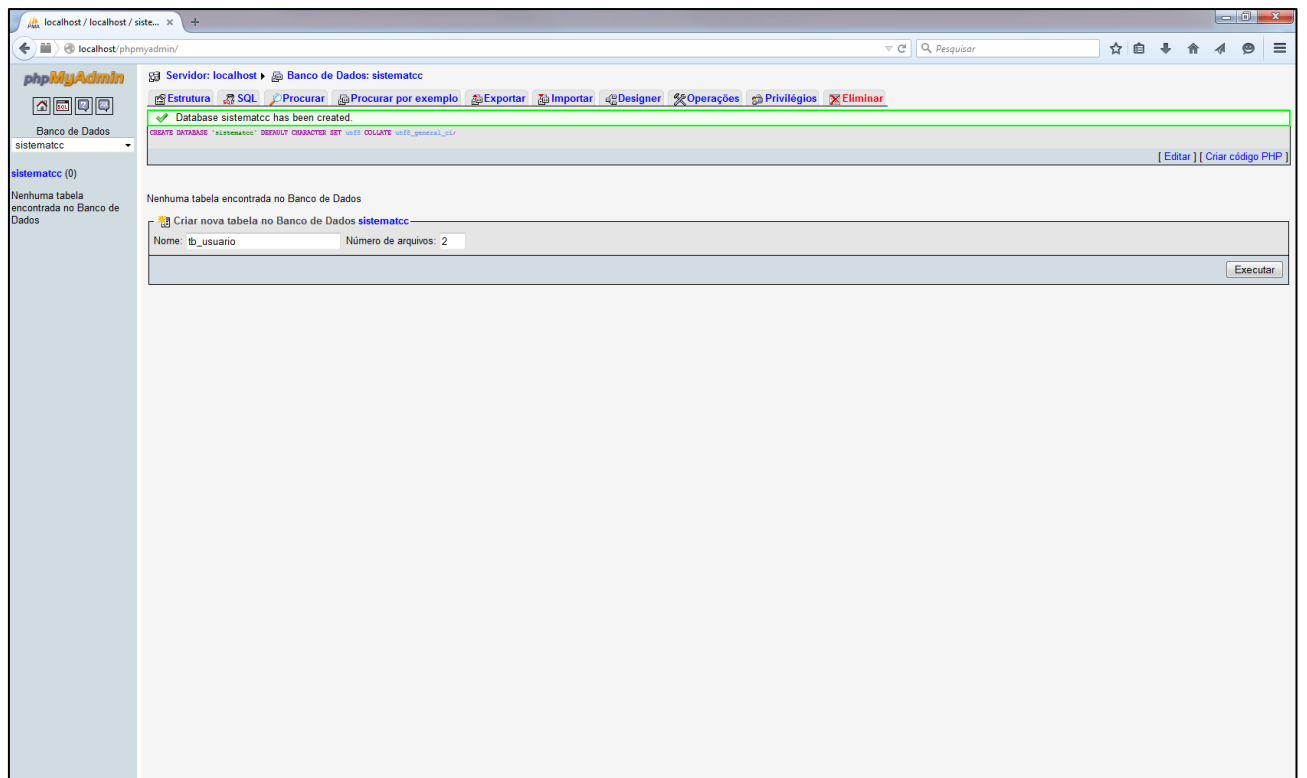 localhost / localhost / siste...
localhost/phpmyadmin/
Pesquisar
phpMyAdmin
SQL
Banco de Dados
sistematcc
sistematcc (0)
Nenhuma tabela
encontrada no Banco de
Dados
Servidor: localhost Banco de Dados: sistematcc
Estrutura SQL Procurar Procurar por exemplo Exportar Importar Designer Operações Privilégios Eliminar
Database sistematcc has been created.
CREATE DATABASE `sistematcc` DEFAULT CHARACTER SET utf8 COLLATE utf8_general_ci;
[ Editar ] [ Criar código PHP ]
Nenhuma tabela encontrada no Banco de Dados
Criar nova tabela no Banco de Dados sistematcc
Nome: tb_usuario Número de arquivos: 2
Executar